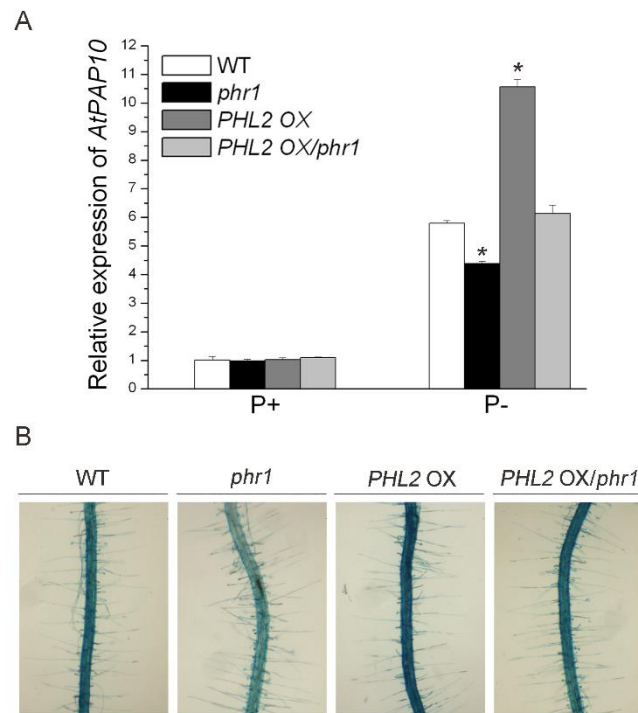 A
Relative expression of AtPAP10
12
11
10
9
8
7
6
5
4
3
2
1
0
WT
phr1
PHL2 OX
PHL2 OX/phr1
*
*
P+
P-
B
WT
phr1
PHL2 OX
PHL2 OX/phr1